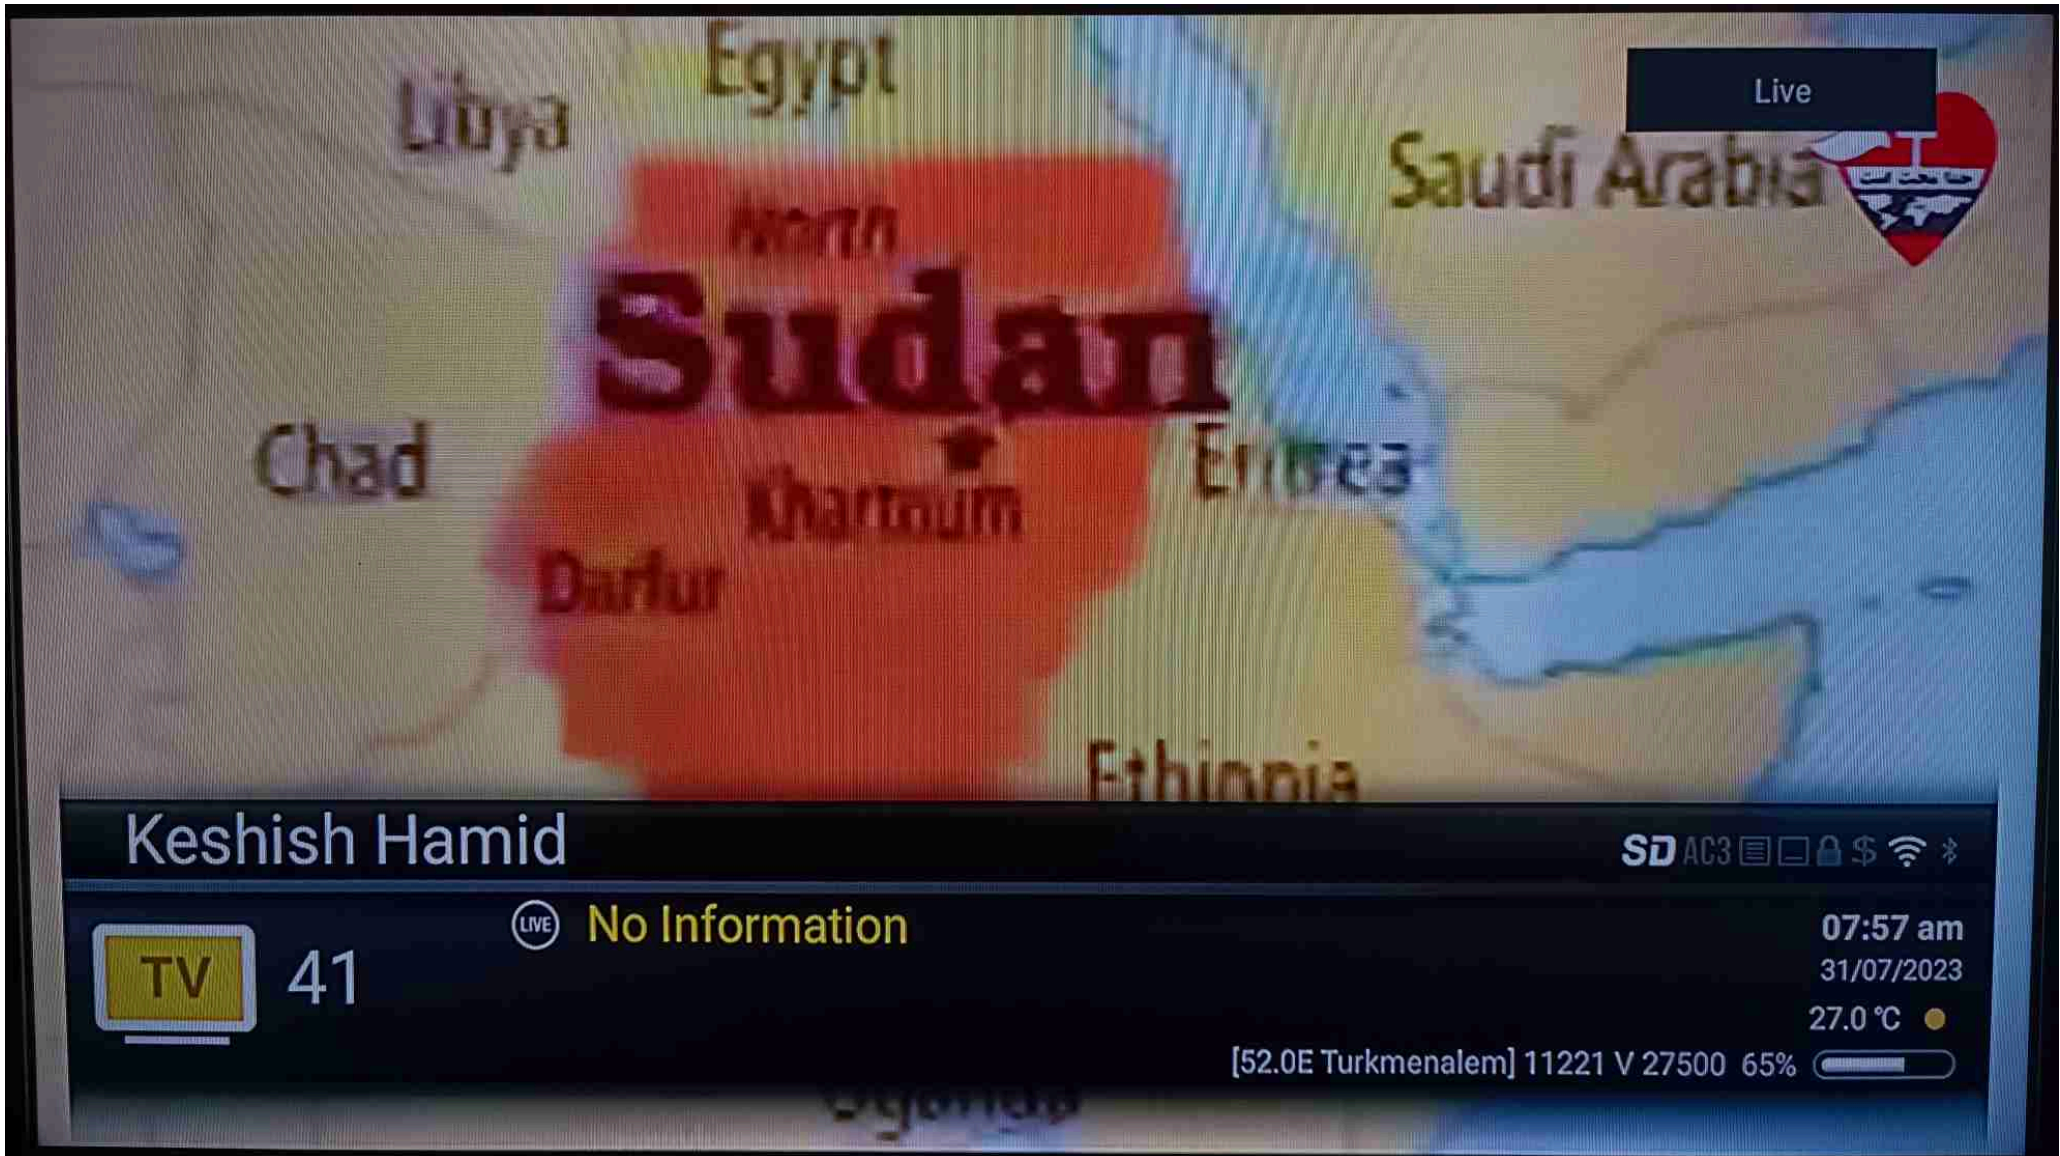 Egypt
Live
Libya
Saudi Arabia
North
Sudan
Chad
Eritrea
Khartoum
Darfur
Ethiopia
Keshish Hamid
SD AC3 $
LIVE No Information
07:57 am
TV 41
31/07/2023
27.0 °C
[52.0E Turkmenalem] 11221 V 27500 65%
Uganda